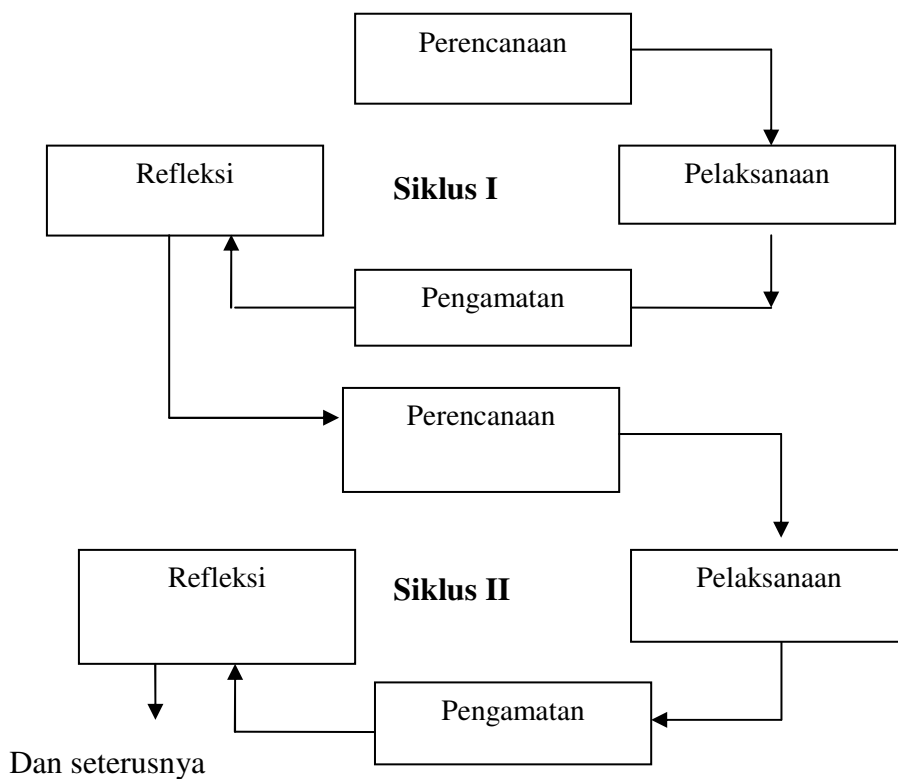 Perencanaan
Refleksi
Siklus I
Pelaksanaan
Pengamatan
Perencanaan
Refleksi
Siklus II
Pelaksanaan
Pengamatan
Dan seterusnya